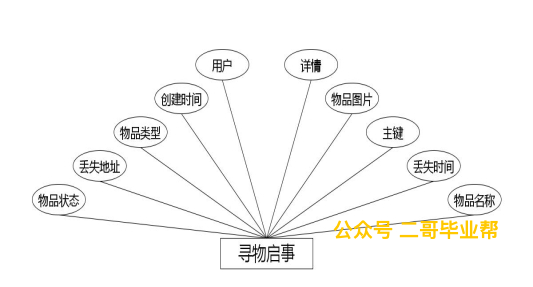 用户
详情
创建时间
物品图片
物品类型
主键
丢失地址
丢失时间
物品状态
物品名称
公众号 二哥毕业帮
寻物启事